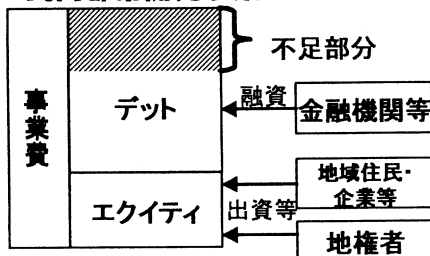 不足部分
事業費
デット
融資
金融機関等
地域住民・
企業等
エクイティ
出資等
地権者